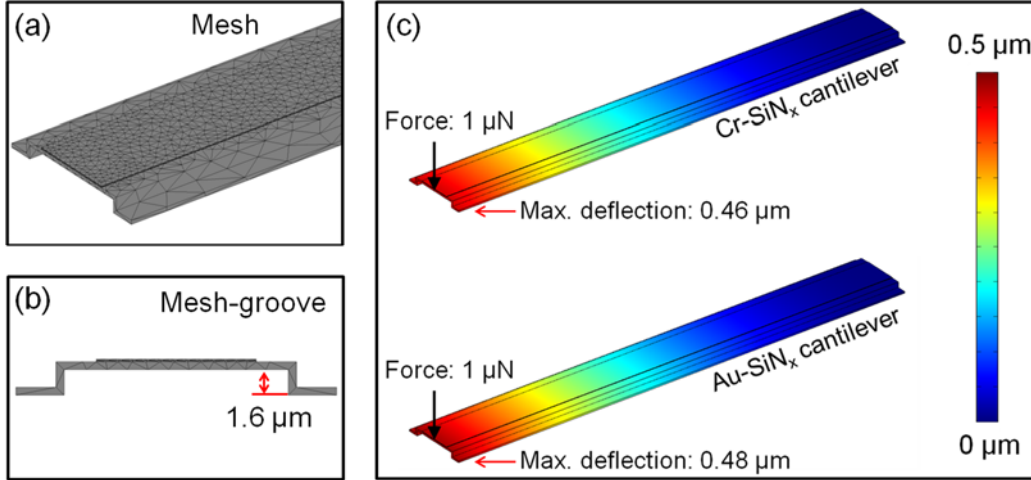 (a)
Mesh
(b)
Mesh-groove
1.6 µm
(c)
Force: 1 µN
Cr-SiNₓ cantilever
Max. deflection: 0.46 µm
Force: 1 µN
Au-SiNₓ cantilever
Max. deflection: 0.48 µm
0.5 µm
0 µm